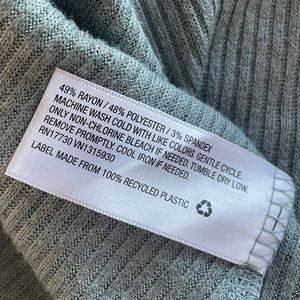 49% RAYON / 48% POLYESTER / 3% SPANDEX
MACHINE WASH COLD WITH LIKE COLORS. GENTLE CYCLE.
ONLY NON-CHLORINE BLEACH IF NEEDED. TUMBLE DRY LOW.
REMOVE PROMPTLY. COOL IRON IF NEEDED.
RN17730 VN1315930
LABEL MADE FROM 100% RECYCLED PLASTIC